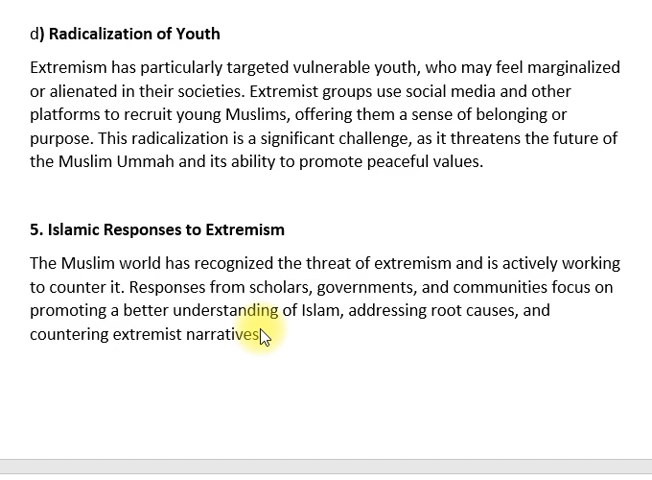 d) Radicalization of Youth
Extremism has particularly targeted vulnerable youth, who may feel marginalized
or alienated in their societies. Extremist groups use social media and other
platforms to recruit young Muslims, offering them a sense of belonging or
purpose. This radicalization is a significant challenge, as it threatens the future of
the Muslim Ummah and its ability to promote peaceful values.
5. Islamic Responses to Extremism
The Muslim world has recognized the threat of extremism and is actively working
to counter it. Responses from scholars, governments, and communities focus on
promoting a better understanding of Islam, addressing root causes, and
countering extremist narratives